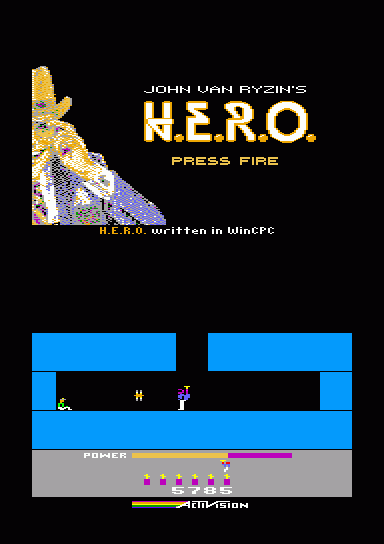 JOHN VAN RYZIN'S
H.E.R.O.
PRESS FIRE
H.E.R.O. written in WinCPC
POWER
5785
ACTIVISION